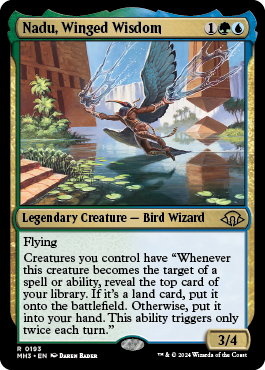 Nadu, Winged Wisdom 1
Legendary Creature — Bird Wizard
Flying
Creatures you control have “Whenever
this creature becomes the target of a
spell or ability, reveal the top card of
your library. If it’s a land card, put it
onto the battlefield. Otherwise, put it
into your hand. This ability triggers only
twice each turn.”
3/4
R 0193
MH3 • EN DAREN BADER
™ & © 2024 Wizards of the Coast